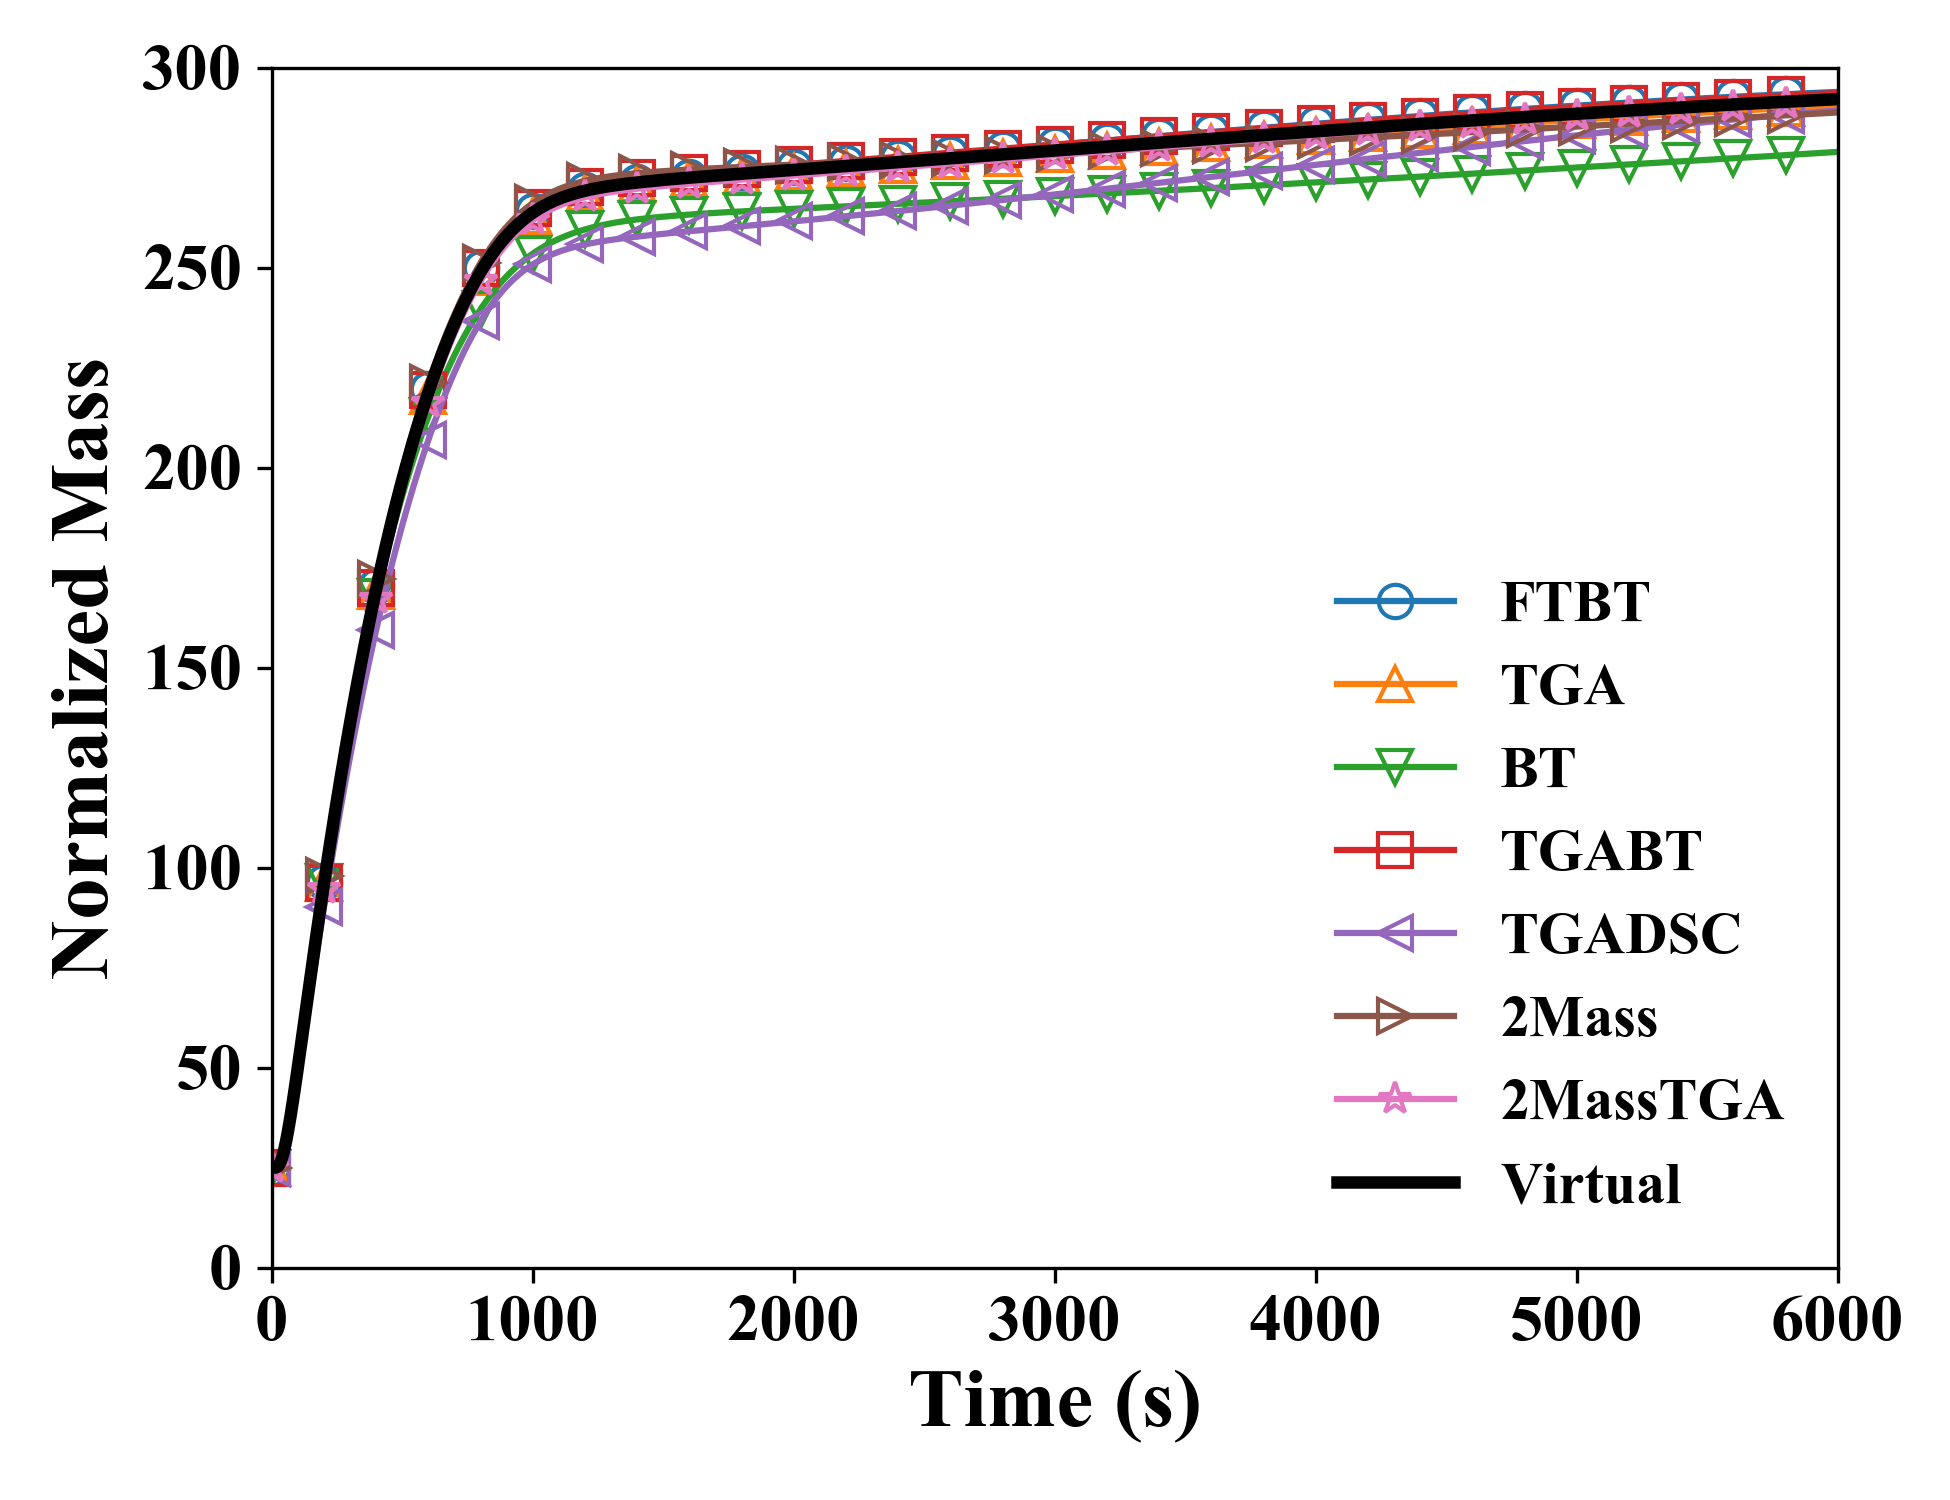 300
250
200
150
100
50
0
Normalized Mass
0 1000 2000 3000 4000 5000 6000
Time (s)
FTBT
TGA
BT
TGABT
TGADSC
2Mass
2MassTGA
Virtual